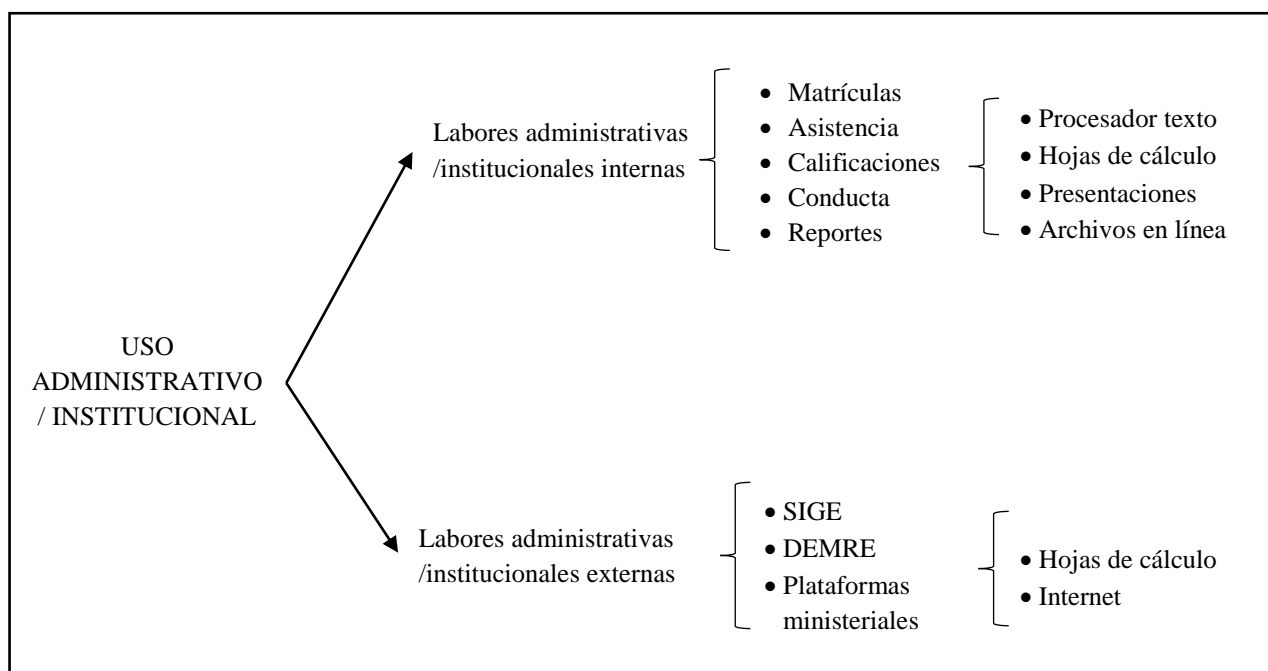 USO
ADMINISTRATIVO
/ INSTITUCIONAL
Labores administrativas
/institucionales internas
• Matrículas
• Asistencia
• Calificaciones
• Conducta
• Reportes
• Procesador texto
• Hojas de cálculo
• Presentaciones
• Archivos en línea
Labores administrativas
/institucionales externas
• SIGE
• DEMRE
• Plataformas
ministeriales
• Hojas de cálculo
• Internet